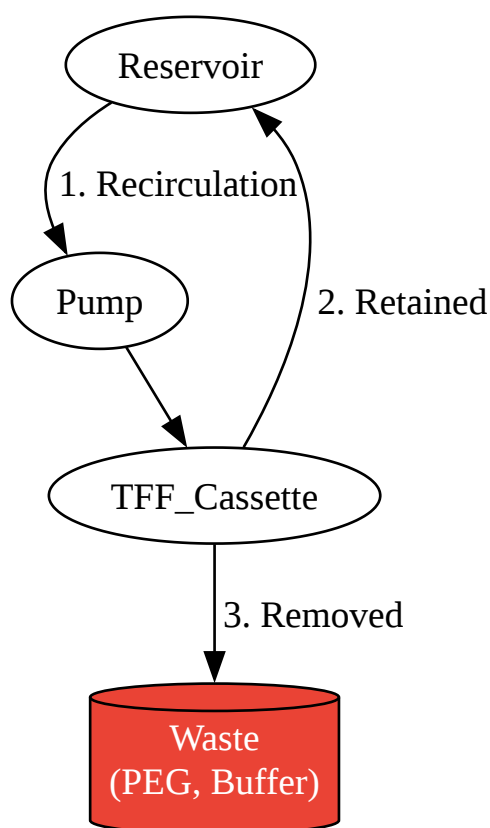 Reservoir
1. Recirculation
Pump
2. Retained
TFF_Cassette
3. Removed
Waste
(PEG, Buffer)